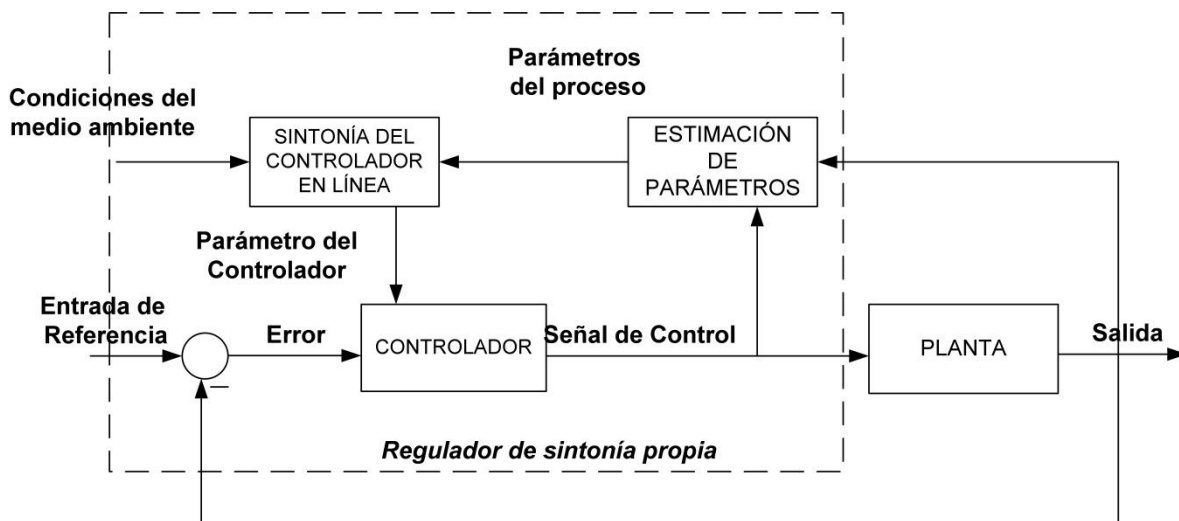 Parámetros
del proceso
Condiciones del
medio ambiente
SINTONÍA DEL
CONTROLADOR
EN LÍNEA
ESTIMACIÓN
DE
PARÁMETROS
Parámetro del
Controlador
Entrada de
Referencia
Error
CONTROLADOR
Señal de Control
PLANTA
Salida
Regulador de sintonía propia